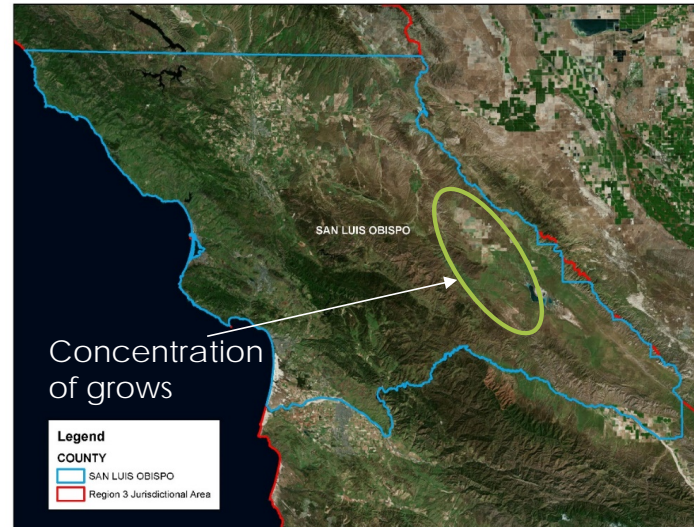 SAN LUIS OBISPO
Concentration
of grows
Legend
COUNTY
SAN LUIS OBISPO
Region 3 Jurisdictional Area